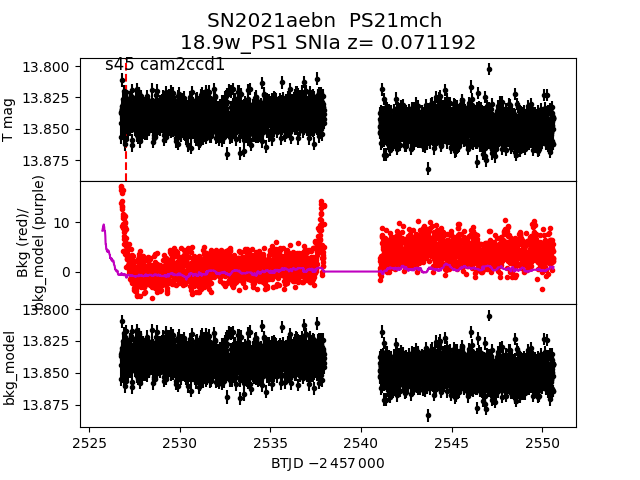 SN2021aebn PS21mch
18.9w_PS1 SNIa z= 0.071192
s45 cam2ccd1
13.800
13.825
13.850
13.875
T mag
10
0
Bkg (red)/
bkg_model (purple)
13.800
13.825
13.850
13.875
bkg_model
2525
2530
2535
2540
2545
2550
BTJD −2 457 000